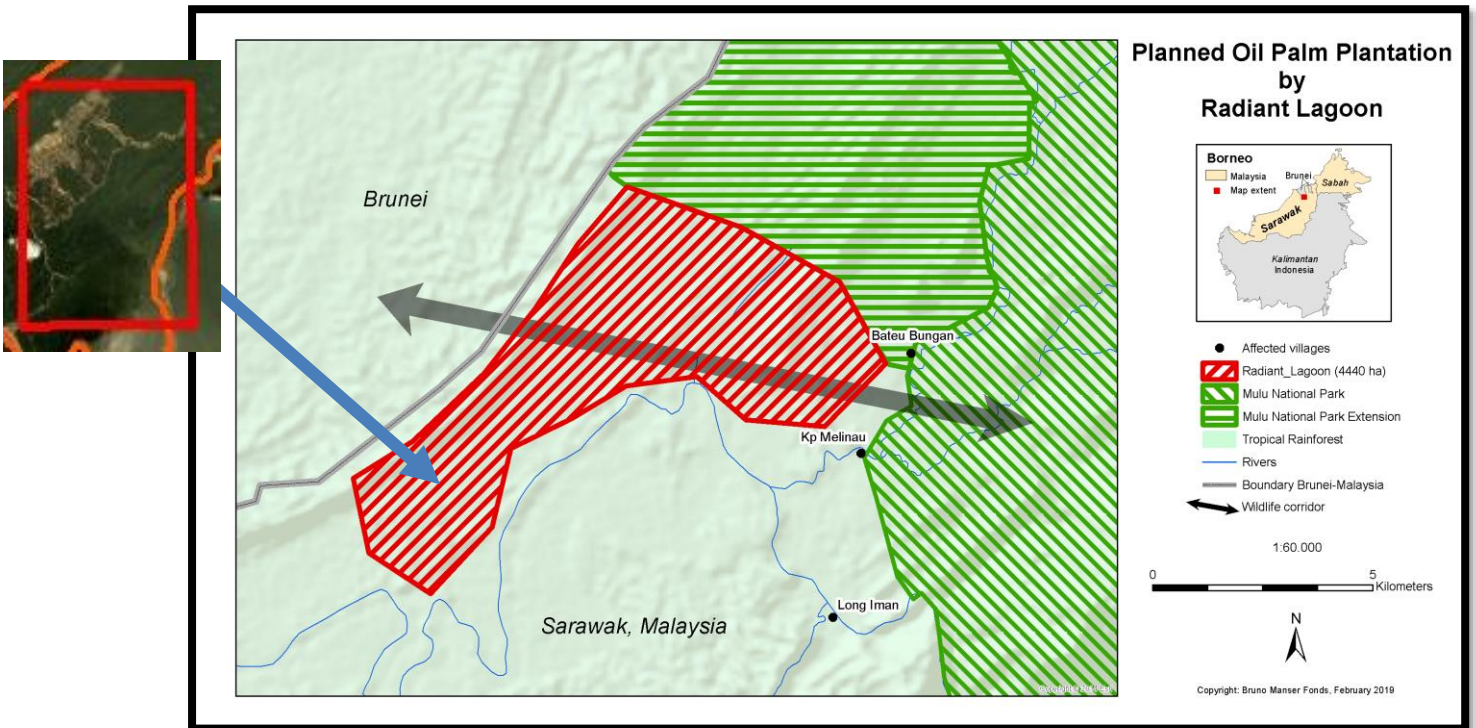 Planned Oil Palm Plantation
by
Radiant Lagoon
Borneo
Malaysia
Map extent
Brunei
Sabah
Sarawak
Kalimantan
Indonesia
Brunei
Bateu Bungan
Kp Melinau
Long Iman
Sarawak, Malaysia
Affected villages
Radiant_Lagoon (4440 ha)
Mulu National Park
Mulu National Park Extension
Tropical Rainforest
Rivers
Boundary Brunei-Malaysia
Wildlife corridor
1:60.000
0 5
Kilometers
N
Copyright: Bruno Manser Fonds, February 2019